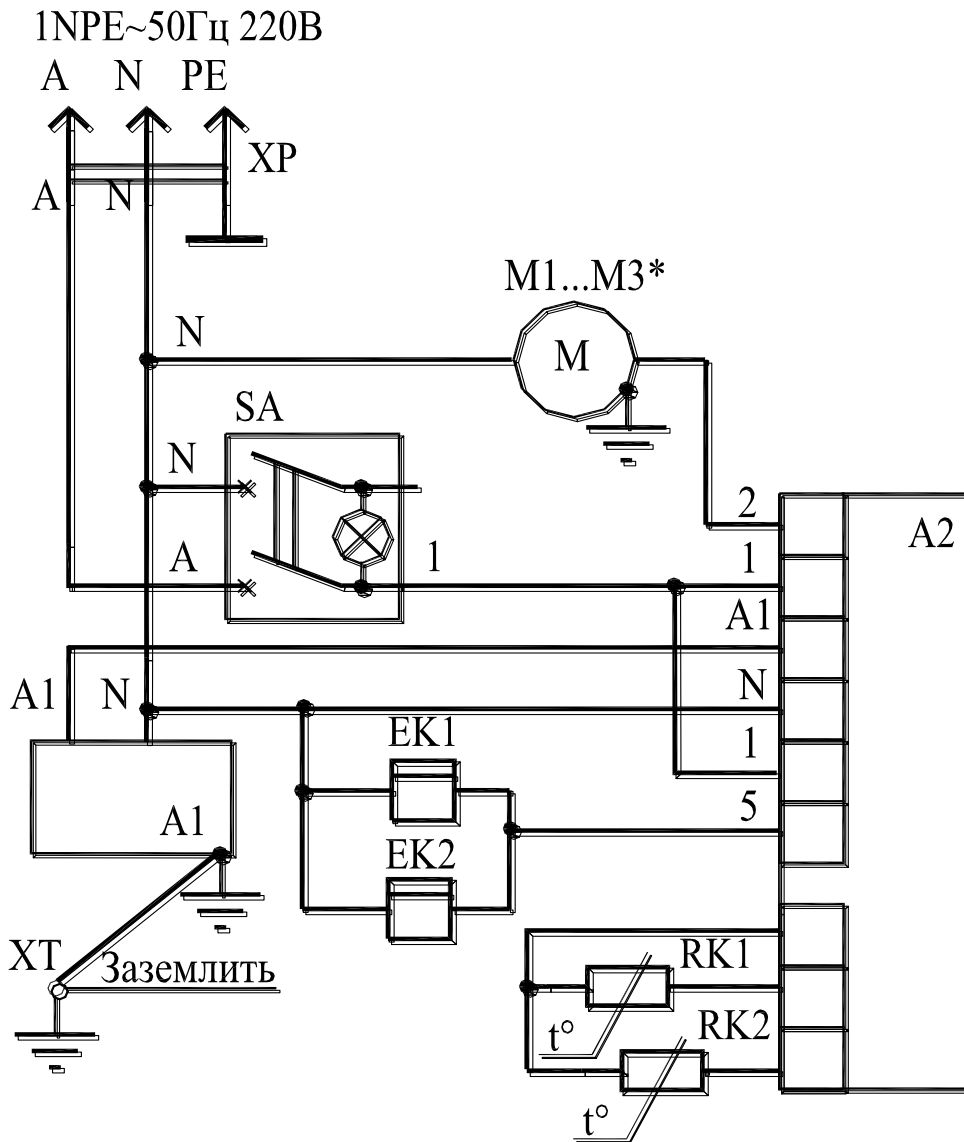 1NPE~50Гц 220В
A N PE
XP
A N
M1...M3*
N
M
SA
N
2
A2
A 1 1
A1
A1 N N
EK1 1
A1 5
EK2
XT Заземлить RK1
t° RK2
t°